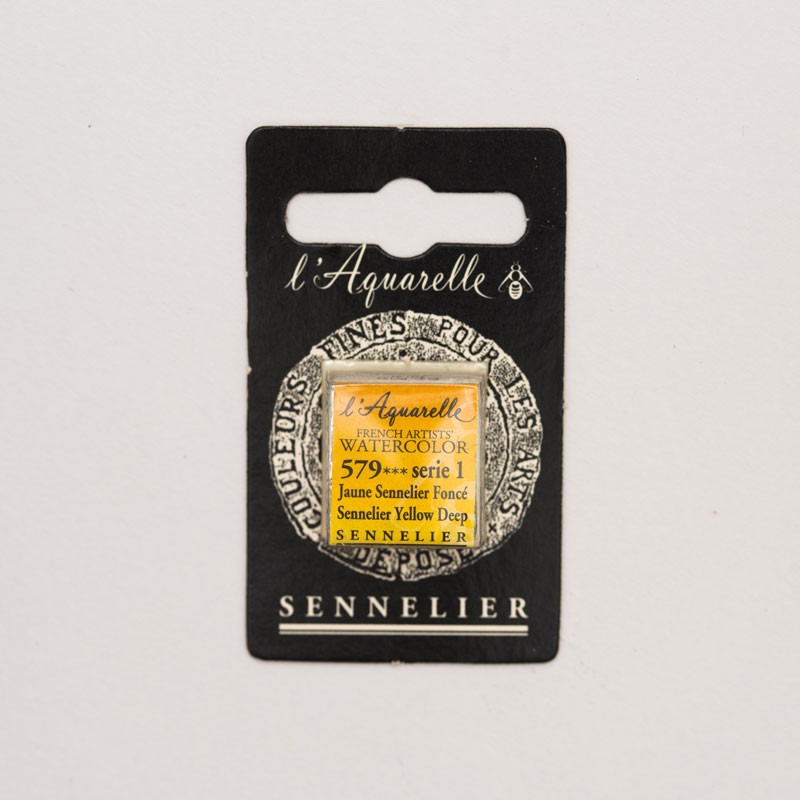 l'Aquarelle
COULEURS FINES POUR LES ARTS
DÉPOSÉ
l'Aquarelle
FRENCH ARTISTS'
WATERCOLOR
579*** serie 1
Jaune Sennelier Foncé
Sennelier Yellow Deep
SENNELIER
SENNELIER